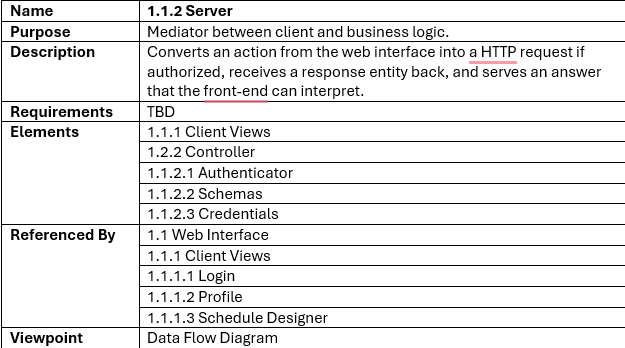 Name 1.1.2 Server
Purpose Mediator between client and business logic.
Description Converts an action from the web interface into a HTTP request if
authorized, receives a response entity back, and serves an answer
that the front-end can interpret.
Requirements TBD
Elements 1.1.1 Client Views
1.2.2 Controller
1.1.2.1 Authenticator
1.1.2.2 Schemas
1.1.2.3 Credentials
Referenced By 1.1 Web Interface
1.1.1 Client Views
1.1.1.1 Login
1.1.1.2 Profile
1.1.1.3 Schedule Designer
Viewpoint Data Flow Diagram